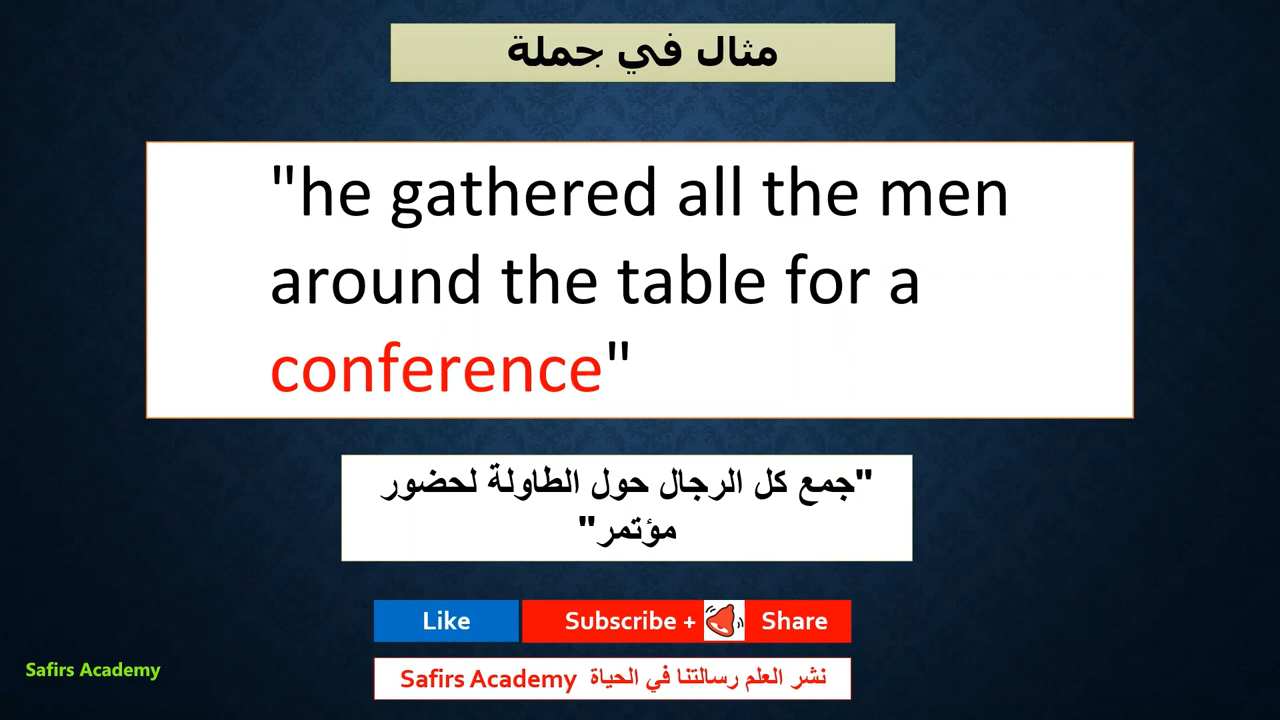 مثال في جملة
"he gathered all the men
around the table for a
conference"
"جمع كل الرجال حول الطاولة لحضور
مؤتمر"
Like
Subscribe + Share
Safirs Academy
Safirs Academy نشر العلم رسالتنا في الحياة